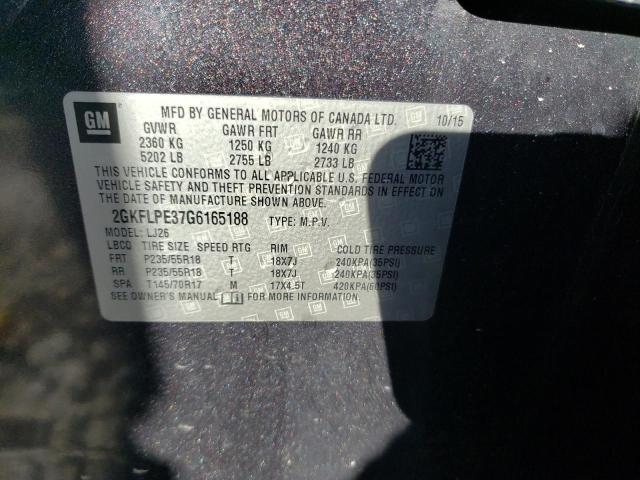 GM
MFD BY GENERAL MOTORS OF CANADA LTD. 10/15
GVWR GAWR FRT GAWR RR
2360 KG 1250 KG 1240 KG
5202 LB 2755 LB 2733 LB
THIS VEHICLE CONFORMS TO ALL APPLICABLE U.S. FEDERAL MOTOR
VEHICLE SAFETY AND THEFT PREVENTION STANDARDS IN EFFECT ON
THE DATE OF MANUFACTURE SHOWN ABOVE.
2GKFLPE37G6165188 TYPE: M.P.V.
MODEL: LJ26
LBCQ TIRE SIZE SPEED RTG RIM COLD TIRE PRESSURE
FRT P235/55R18 T 18X7J 240KPA(35PSI)
RR P235/55R18 T 18X7J 240KPA(35PSI)
SPA T145/70R17 M 17X4.5T 420KPA(60PSI)
SEE OWNER'S MANUAL FOR MORE INFORMATION.